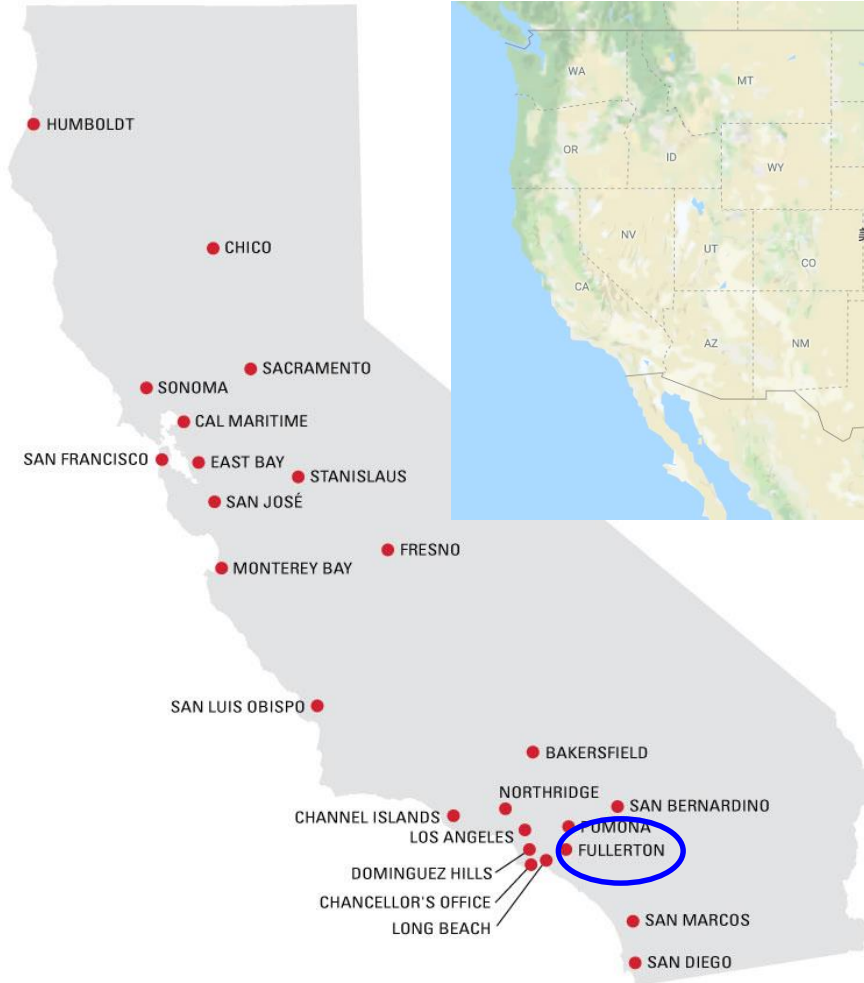 HUMBOLDT
CHICO
SACRAMENTO
SONOMA
CAL MARITIME
SAN FRANCISCO
EAST BAY
STANISLAUS
SAN JOSÉ
FRESNO
MONTEREY BAY
SAN LUIS OBISPO
BAKERSFIELD
NORTHRIDGE
SAN BERNARDINO
CHANNEL ISLANDS
POMONA
LOS ANGELES
FULLERTON
DOMINGUEZ HILLS
CHANCELLOR'S OFFICE
LONG BEACH
SAN MARCOS
SAN DIEGO
WA
MT
OR
ID
WY
NV
UT
CO
CA
AZ
NM